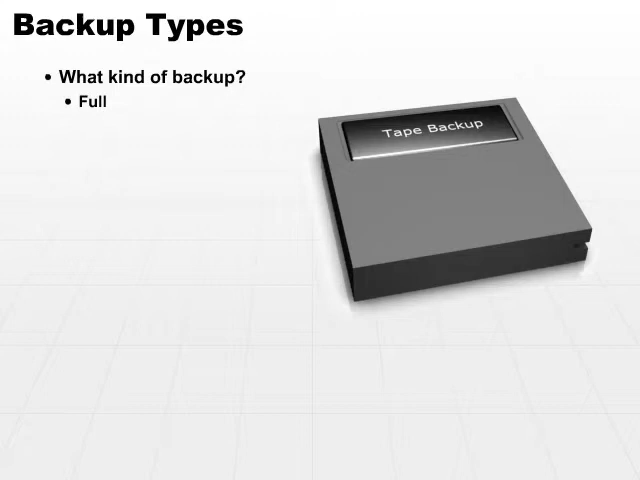 Backup Types
• What kind of backup?
• Full
Tape Backup